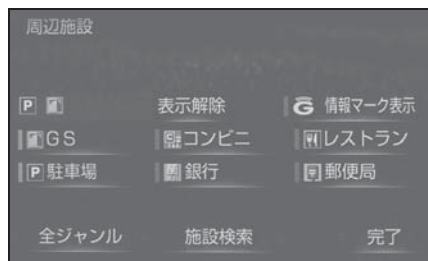 周辺施設
P 表示解除 G 情報マーク表示
GS コンビニ レストラン
P 駐車場 銀行 郵便局
全ジャンル 施設検索 完了